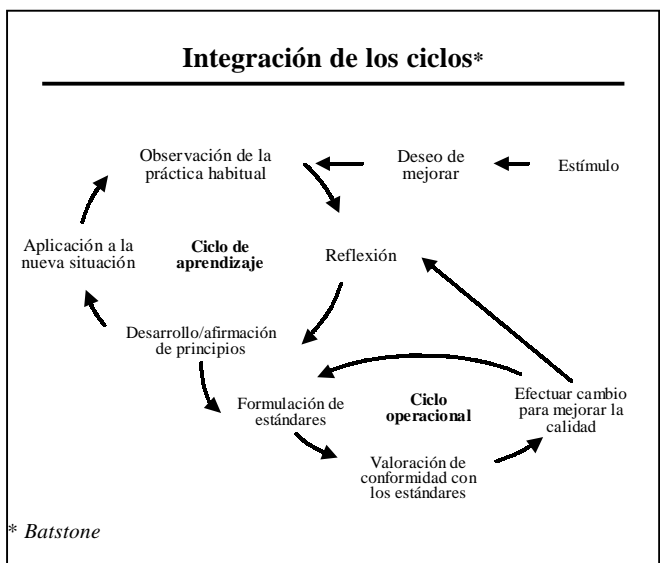 Integración de los ciclos*
Observación de la
práctica habitual
Deseo de
mejorar
Estímulo
Aplicación a la
nueva situación
Ciclo de
aprendizaje
Reflexión
Desarrollo/afirmación
de principios
Formulación de
estándares
Ciclo
operacional
Efectuar cambio
para mejorar la
calidad
Valoración de
conformidad con
los estándares
* Batstone